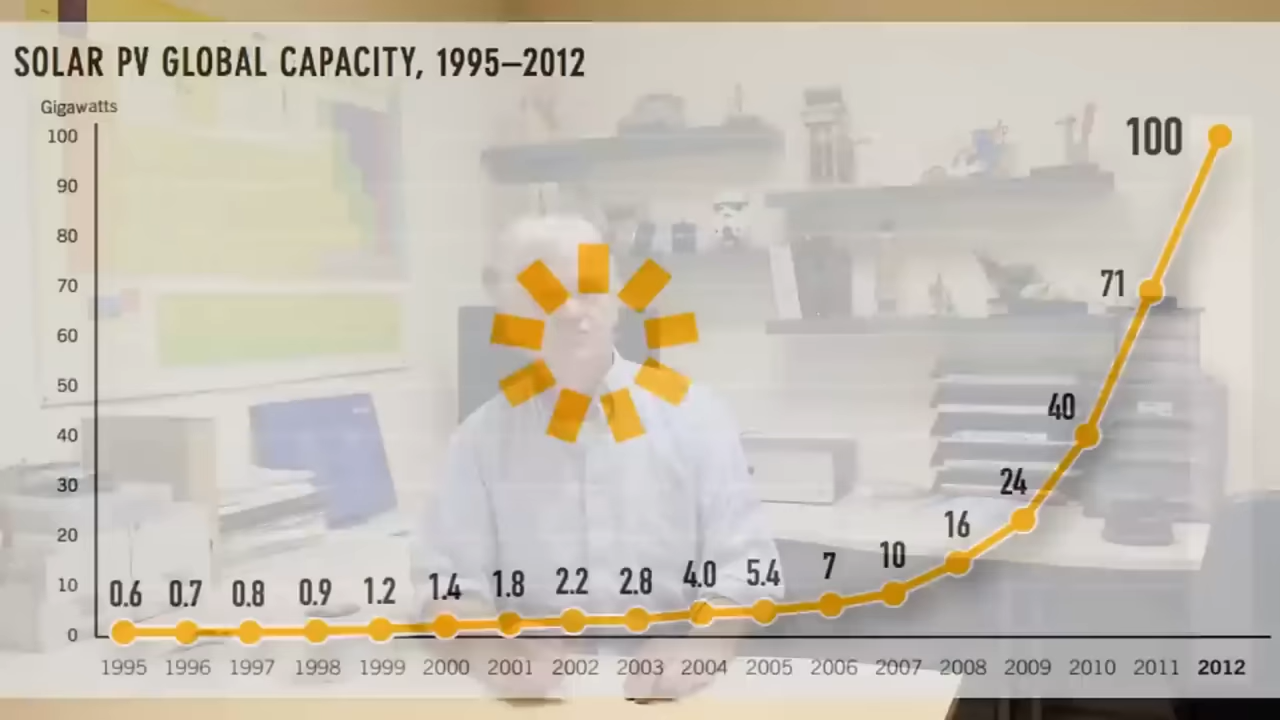 SOLAR PV GLOBAL CAPACITY, 1995–2012
Gigawatts
100
90
80
70
60
50
40
30
20
10
0
0.6 0.7 0.8 0.9 1.2 1.4 1.8 2.2 2.8 4.0 5.4 7 10 16 24 40 71 100
1995 1996 1997 1998 1999 2000 2001 2002 2003 2004 2005 2006 2007 2008 2009 2010 2011 2012